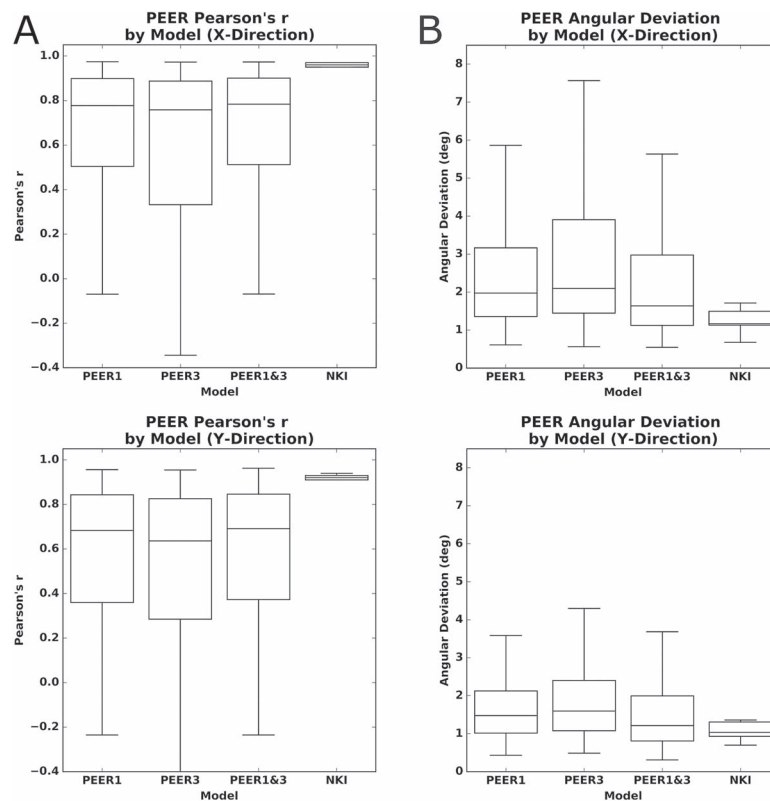 A
PEER Pearson's r
by Model (X-Direction)
Pearson's r
1.0
0.8
0.6
0.4
0.2
0.0
−0.2
−0.4
PEER1 PEER3 PEER1&3 NKI
Model
B
PEER Angular Deviation
by Model (X-Direction)
Angular Deviation (deg)
8
7
6
5
4
3
2
1
0
PEER1 PEER3 PEER1&3 NKI
Model
PEER Pearson's r
by Model (Y-Direction)
Pearson's r
1.0
0.8
0.6
0.4
0.2
0.0
−0.2
−0.4
PEER1 PEER3 PEER1&3 NKI
Model
PEER Angular Deviation
by Model (Y-Direction)
Angular Deviation (deg)
8
7
6
5
4
3
2
1
0
PEER1 PEER3 PEER1&3 NKI
Model